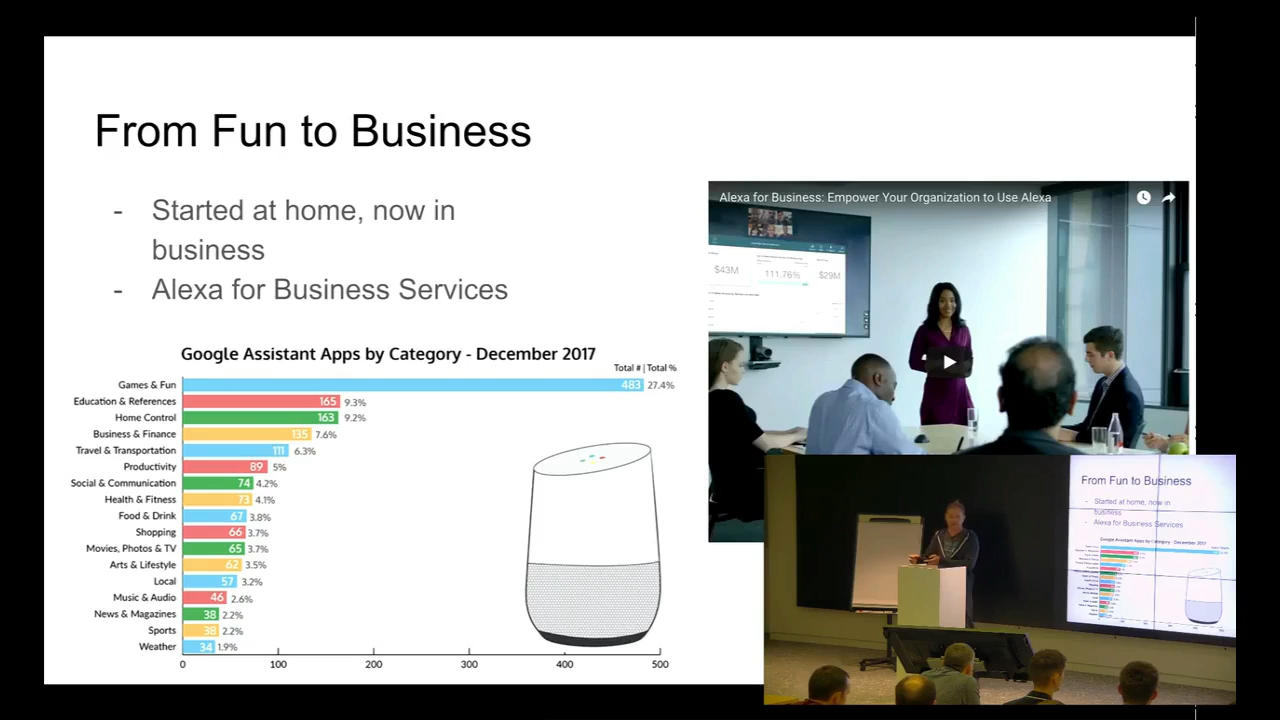 From Fun to Business
- Started at home, now in
business
- Alexa for Business Services
Google Assistant Apps by Category - December 2017
Total # | Total %
Games & Fun 483 27.4%
Education & References 165 9.3%
Home Control 163 9.2%
Business & Finance 135 7.6%
Travel & Transportation 111 6.3%
Productivity 89 5%
Social & Communication 74 4.2%
Health & Fitness 73 4.1%
Food & Drink 67 3.8%
Shopping 66 3.7%
Movies, Photos & TV 65 3.7%
Arts & Lifestyle 62 3.5%
Local 57 3.2%
Music & Audio 46 2.6%
News & Magazines 38 2.2%
Sports 38 2.2%
Weather 34 1.9%
0 100 200 300 400 500
Alexa for Business: Empower Your Organization to Use Alexa
$43M
111.76%
$29M
From Fun to Business
- Started at home, now in
business
- Alexa for Business Services
Google Assistant Apps by Category - December 2017